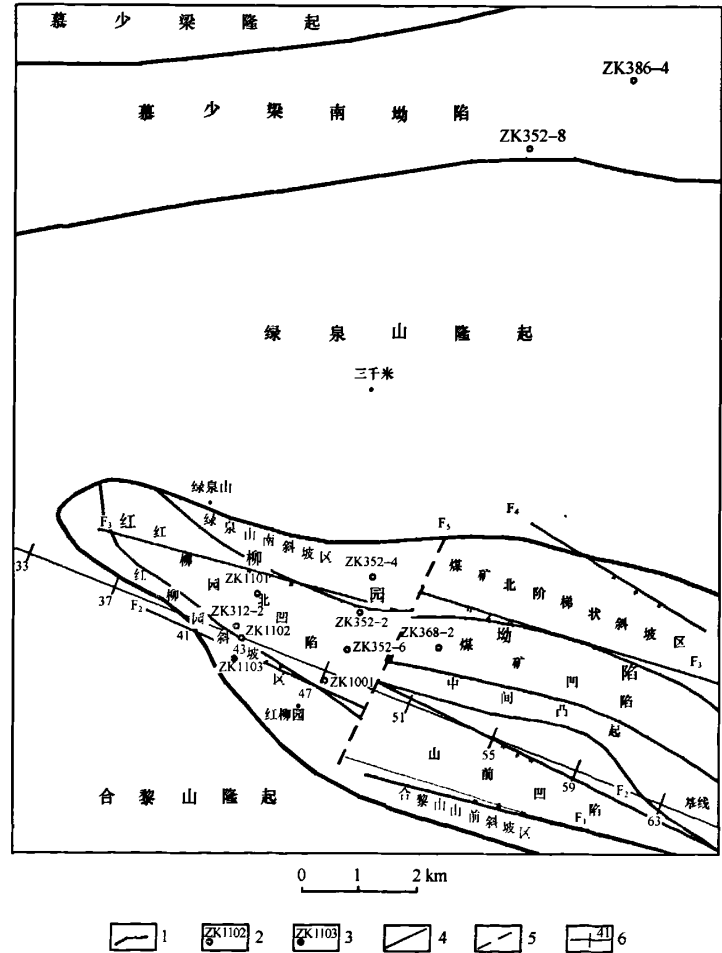 慕少梁隆起
ZK386-4
慕少梁南坳陷
ZK352-8
绿泉山隆起
三千米
绿泉山
绿泉山南斜坡区
F₃
F₅
F₄
红柳园坳陷
红柳园北凹陷
红柳园斜坡区
煤矿北阶梯状斜坡区
ZK352-4
ZK1101
ZK352-2
ZK312-2
ZK1102
ZK352-6
ZK368-2
ZK1103
ZK1001
煤矿凹陷
F₃
中间凸起
33
37
F₂
41
43
47
红柳园
51
55
59
63
山前凹陷
F₂
基线
合黎山隆起
合黎山山前斜坡区
F₁
0 1 2 km
1
ZK1102 2
ZK1103 3
4
5
41 6